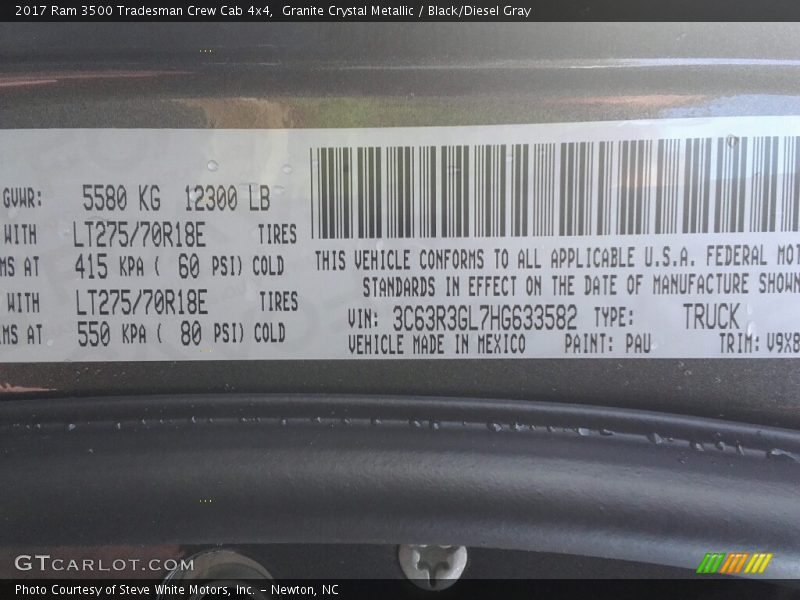 2017 Ram 3500 Tradesman Crew Cab 4x4, Granite Crystal Metallic / Black/Diesel Gray
GVWR: 5580 KG 12300 LB
WITH LT275/70R18E TIRES
MS AT 415 KPA ( 60 PSI) COLD
WITH LT275/70R18E TIRES
MS AT 550 KPA ( 80 PSI) COLD
THIS VEHICLE CONFORMS TO ALL APPLICABLE U.S.A. FEDERAL MOT
STANDARDS IN EFFECT ON THE DATE OF MANUFACTURE SHOWN
VIN: 3C63R3GL7HG633582 TYPE: TRUCK
VEHICLE MADE IN MEXICO PAINT: PAU TRIM: V9X8
GTCARLOT.COM
Photo Courtesy of Steve White Motors, Inc. – Newton, NC